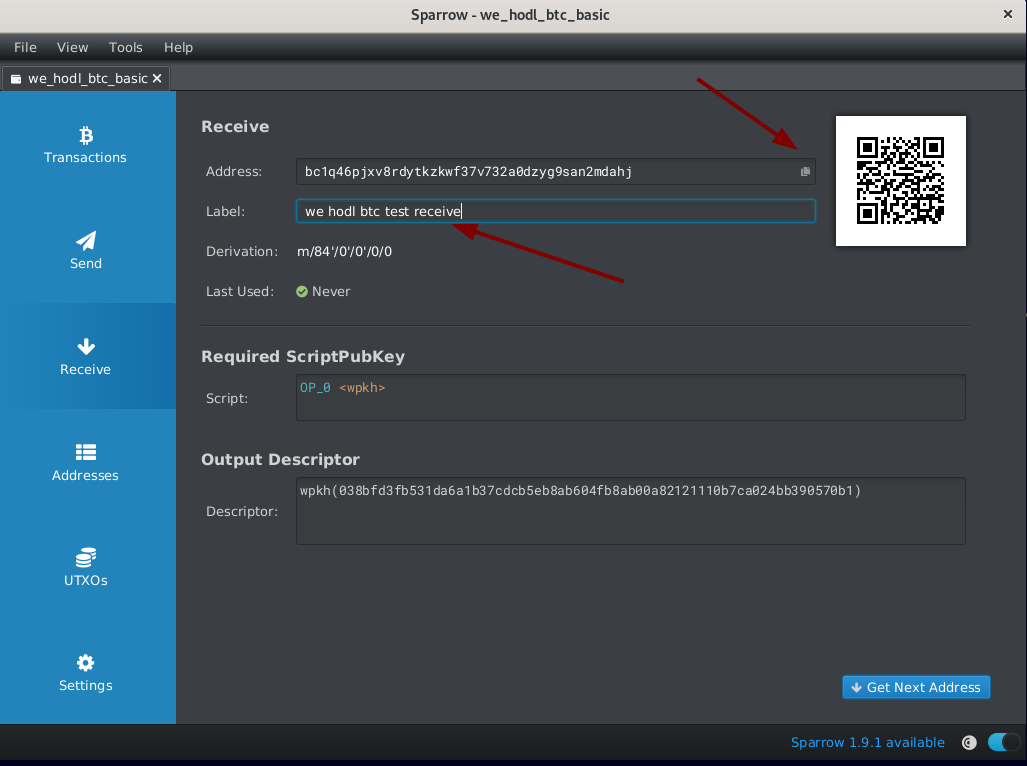 Sparrow - we_hodl_btc_basic
File View Tools Help
we_hodl_btc_basic
Transactions
Send
Receive
Addresses
UTXOs
Settings
Receive
Address: bc1q46pjxv8rdytkzkwf37v732a0dzyg9san2mdahj
Label: we hodl btc test receive
Derivation: m/84'/0'/0'/0/0
Last Used: Never
Required ScriptPubKey
Script: OP_0 <wpkh>
Output Descriptor
Descriptor: wpkh(038bfd3fb531da6a1b37cdcb5eb8ab604fb8ab00a82121110b7ca024bb390570b1)
Get Next Address
Sparrow 1.9.1 available